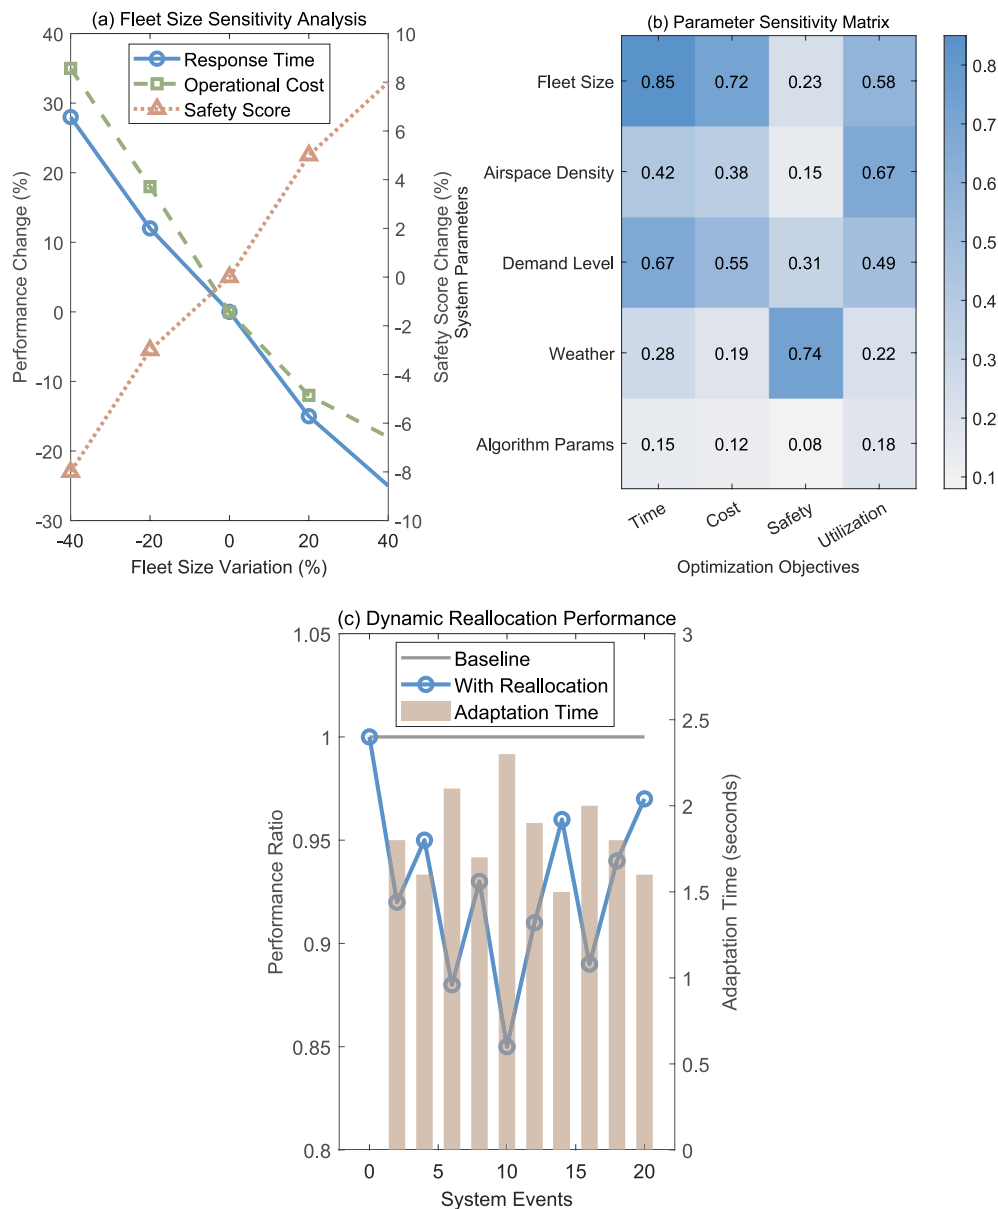 (a) Fleet Size Sensitivity Analysis
40
30
20
10
0
-10
-20
-30
Performance Change (%)
Response Time
Operational Cost
Safety Score
10
8
6
4
2
0
-2
-4
-6
-8
-10
Safety Score Change (%)
-40
-20
0
20
40
Fleet Size Variation (%)
(b) Parameter Sensitivity Matrix
System Parameters
Fleet Size
0.85 0.72 0.23 0.58
Airspace Density
0.42 0.38 0.15 0.67
Demand Level
0.67 0.55 0.31 0.49
Weather
0.28 0.19 0.74 0.22
Algorithm Params
0.15 0.12 0.08 0.18
Time
Cost
Safety
Utilization
Optimization Objectives
0.8
0.7
0.6
0.5
0.4
0.3
0.2
0.1
(c) Dynamic Reallocation Performance
1.05
1
0.95
0.9
0.85
0.8
Performance Ratio
Baseline
With Reallocation
Adaptation Time
3
2.5
2
1.5
1
0.5
0
Adaptation Time (seconds)
0
5
10
15
20
System Events